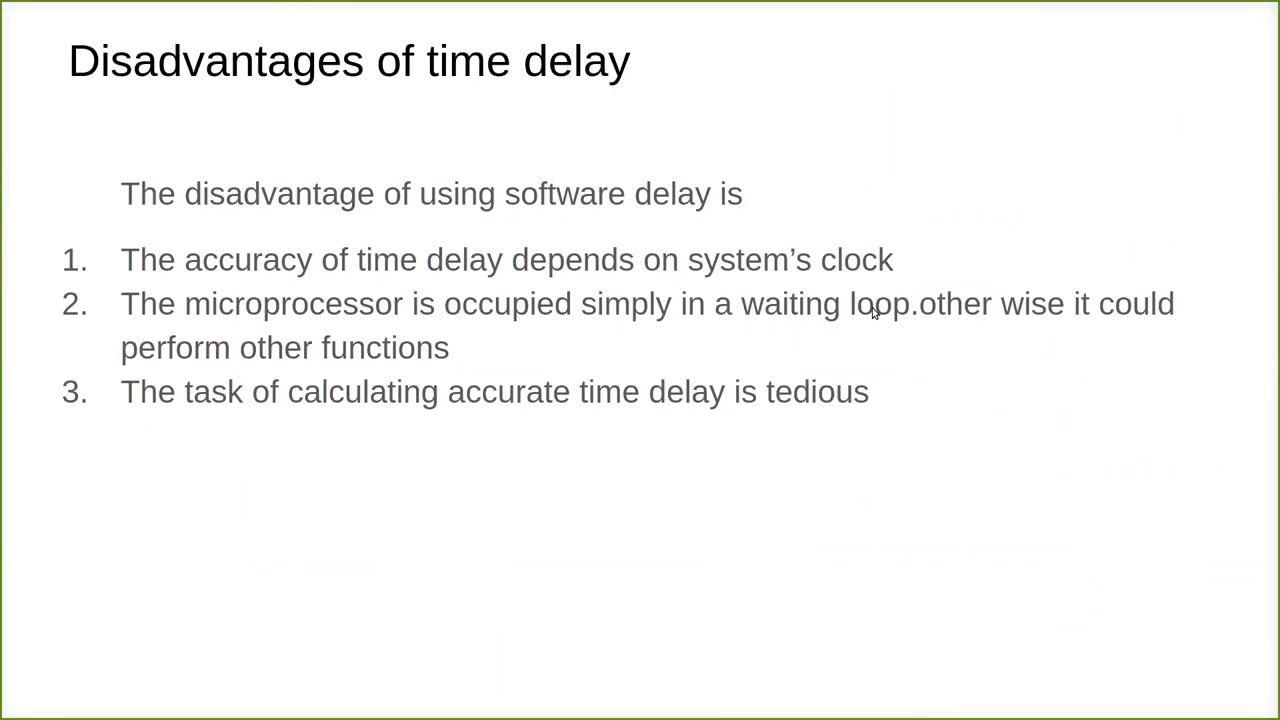 Disadvantages of time delay
The disadvantage of using software delay is
1. The accuracy of time delay depends on system’s clock
2. The microprocessor is occupied simply in a waiting loop.other wise it could
perform other functions
3. The task of calculating accurate time delay is tedious